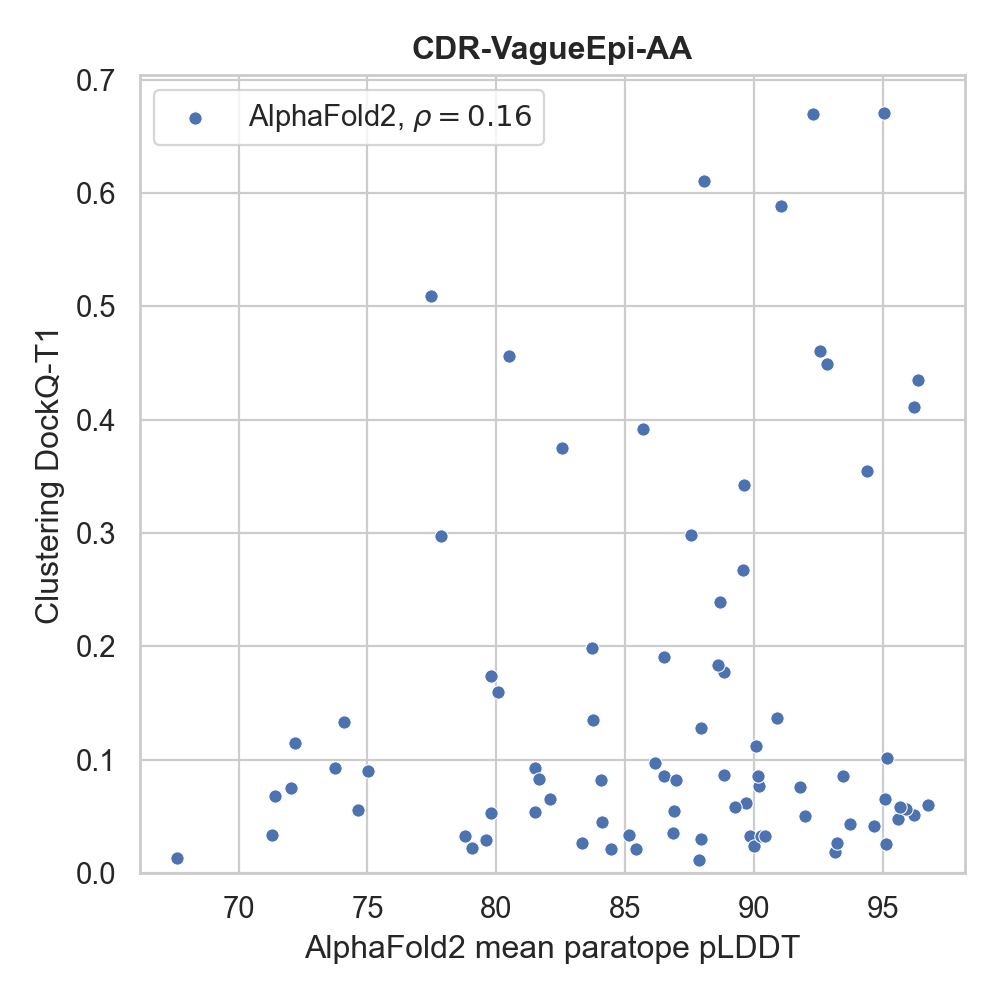 CDR-VagueEpi-AA
AlphaFold2, ρ = 0.16
Clustering DockQ-T1
0.7
0.6
0.5
0.4
0.3
0.2
0.1
0.0
70 75 80 85 90 95
AlphaFold2 mean paratope pLDDT